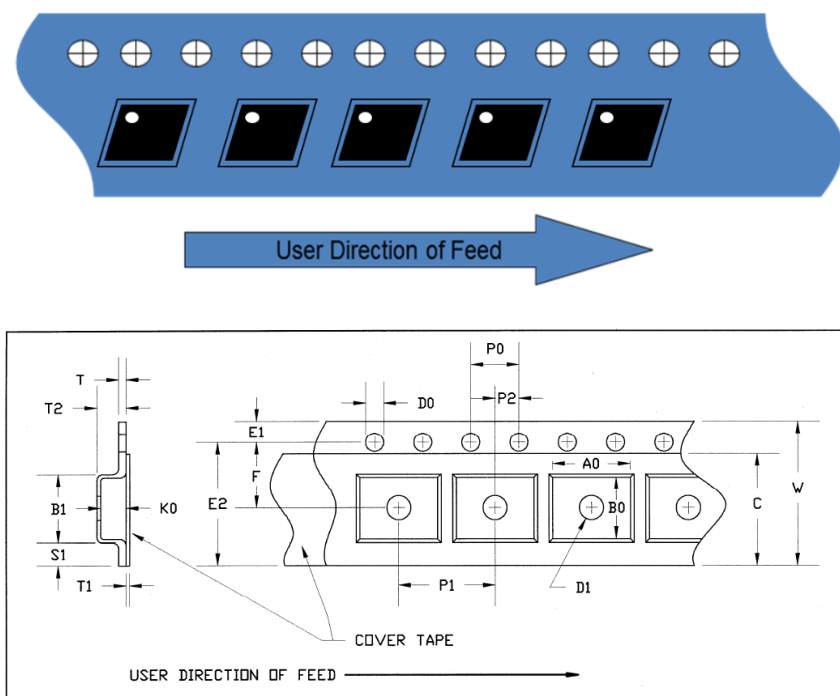 User Direction of Feed
P0
T
T2
D0
P2
E1
F
A0
E2
B1
K0
B0
C
W
S1
T1
P1
D1
COVER TAPE
USER DIRECTION OF FEED